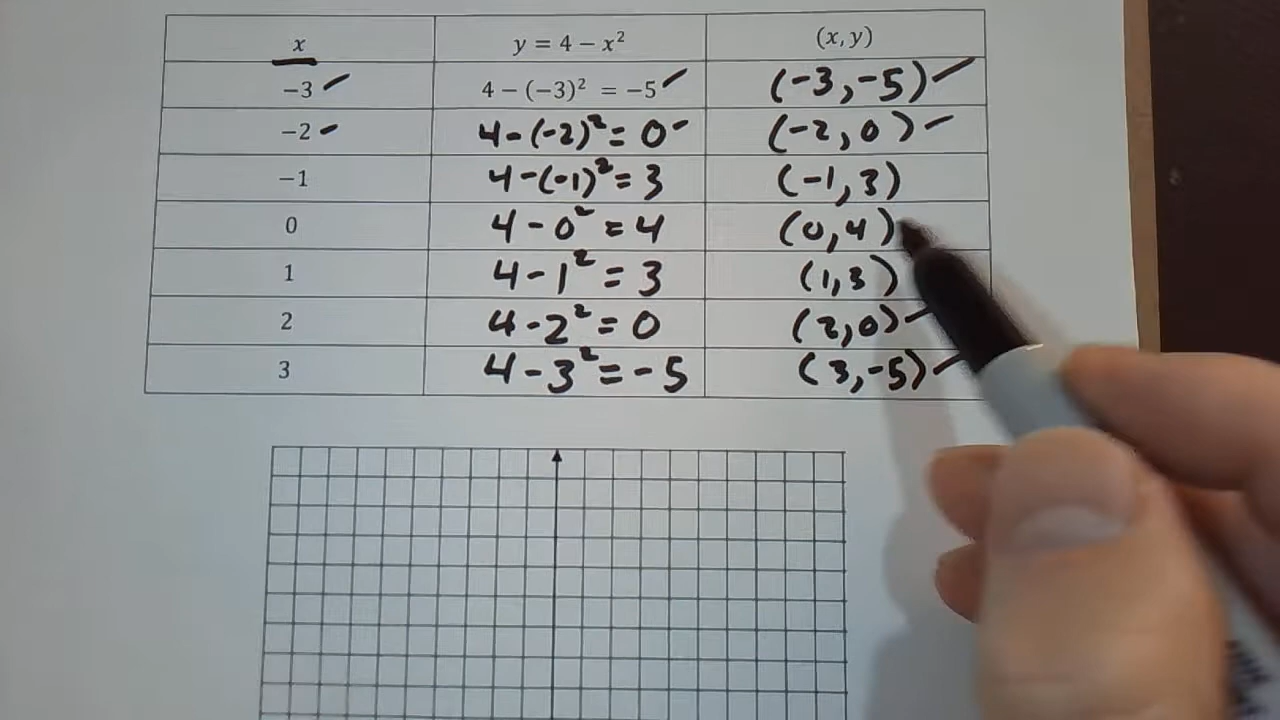 x y = 4 − x² (x, y)
−3 4 − (−3)² = −5 (-3, -5)
−2 4-(-2)² = 0 (-2, 0)
−1 4-(-1)² = 3 (-1, 3)
0 4 - 0² = 4 (0, 4)
1 4 - 1² = 3 (1, 3)
2 4 - 2² = 0 (2, 0)
3 4 - 3² = -5 (3, -5)